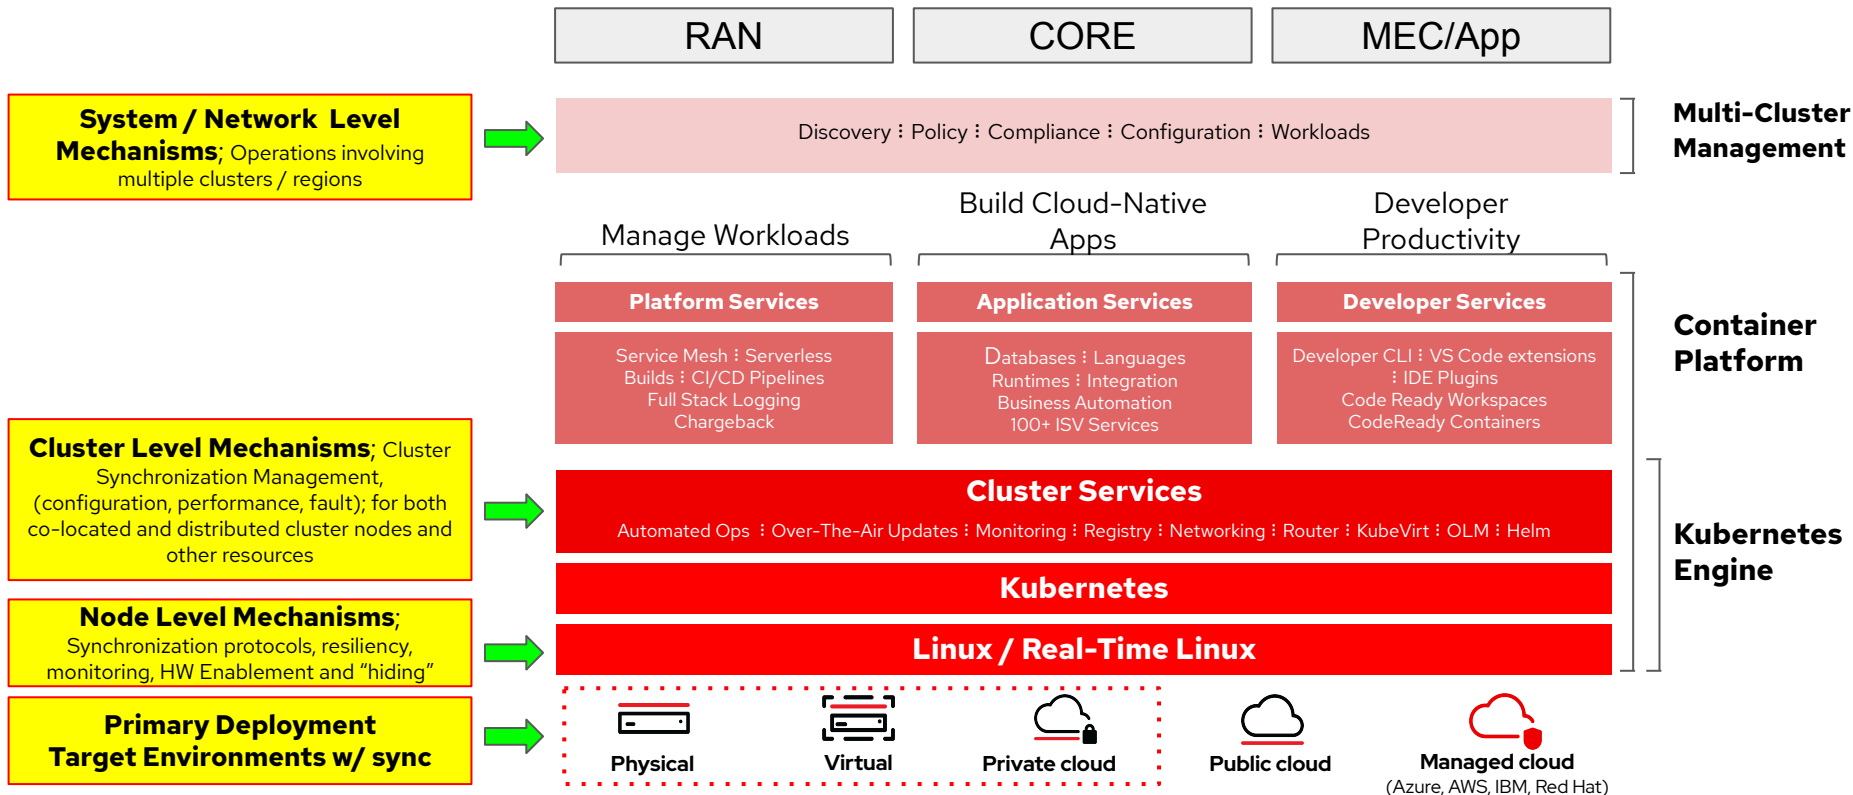 RAN
CORE
MEC/App
System / Network Level
Mechanisms; Operations involving
multiple clusters / regions
Discovery ⁝ Policy ⁝ Compliance ⁝ Configuration ⁝ Workloads
Multi-Cluster
Management
Manage Workloads
Build Cloud-Native
Apps
Developer
Productivity
Platform Services
Application Services
Developer Services
Service Mesh ⁝ Serverless
Builds ⁝ CI/CD Pipelines
Full Stack Logging
Chargeback
Databases ⁝ Languages
Runtimes ⁝ Integration
Business Automation
100+ ISV Services
Developer CLI ⁝ VS Code extensions
⁝ IDE Plugins
Code Ready Workspaces
CodeReady Containers
Container
Platform
Cluster Level Mechanisms; Cluster
Synchronization Management,
(configuration, performance, fault); for both
co-located and distributed cluster nodes and
other resources
Cluster Services
Automated Ops ⁝ Over-The-Air Updates ⁝ Monitoring ⁝ Registry ⁝ Networking ⁝ Router ⁝ KubeVirt ⁝ OLM ⁝ Helm
Kubernetes
Engine
Kubernetes
Node Level Mechanisms;
Synchronization protocols, resiliency,
monitoring, HW Enablement and “hiding”
Linux / Real-Time Linux
Primary Deployment
Target Environments w/ sync
Physical
Virtual
Private cloud
Public cloud
Managed cloud
(Azure, AWS, IBM, Red Hat)